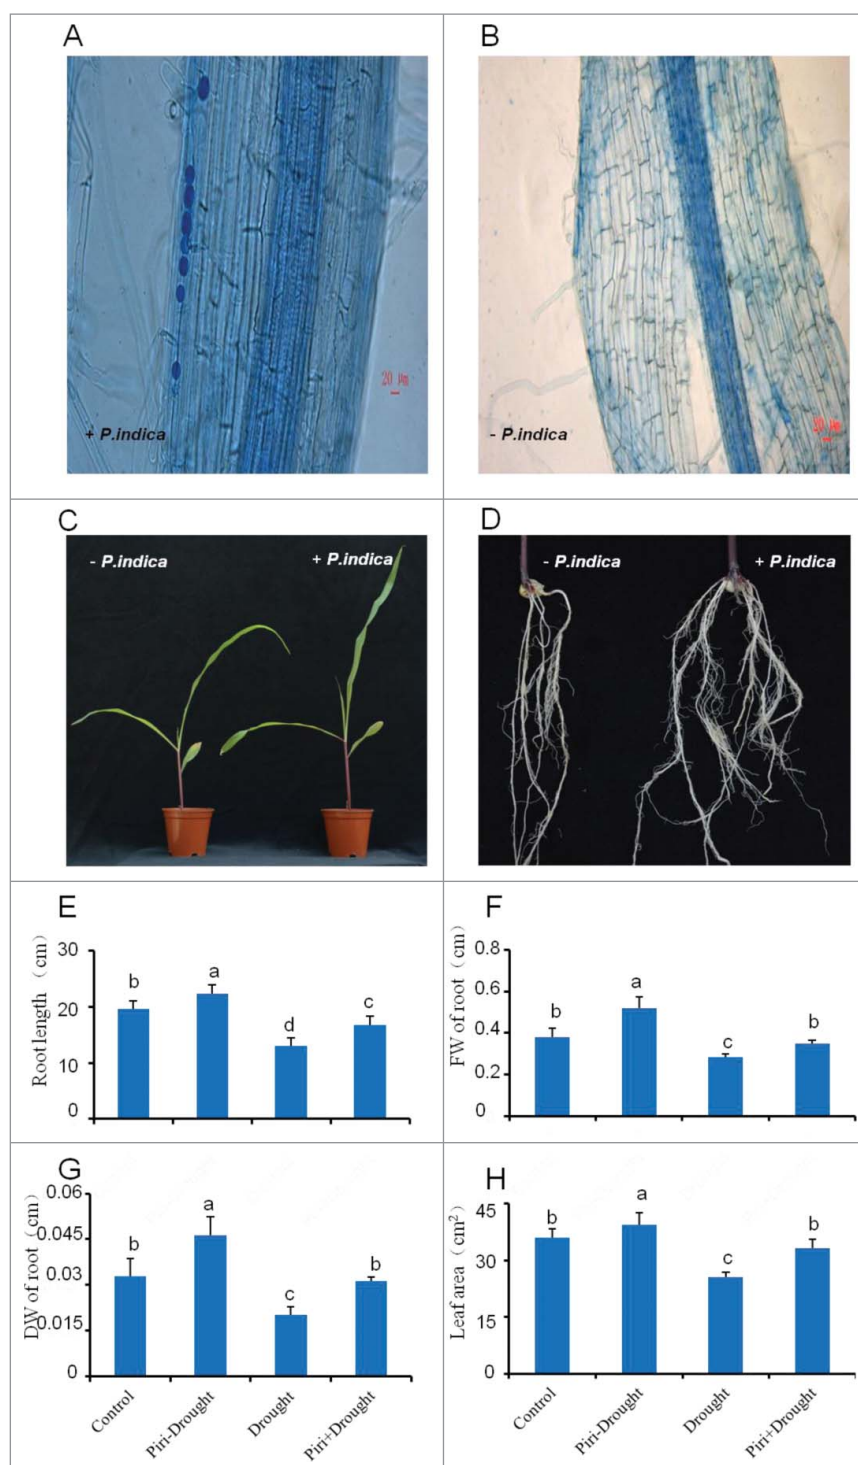 A
20 μm
+ P.indica
B
20 μm
- P.indica
C
- P.indica
+ P.indica
D
- P.indica
+ P.indica
E
Root length (cm)
30
20
10
0
b
a
d
c
F
FW of root (cm)
0.8
0.6
0.4
0.2
0
b
a
c
b
G
DW of root (cm)
0.06
0.045
0.03
0.015
0
b
a
c
b
Control
Piri-Drought
Drought
Piri+Drought
H
Leaf area (cm²)
45
30
15
0
b
a
c
b
Control
Piri-Drought
Drought
Piri+Drought